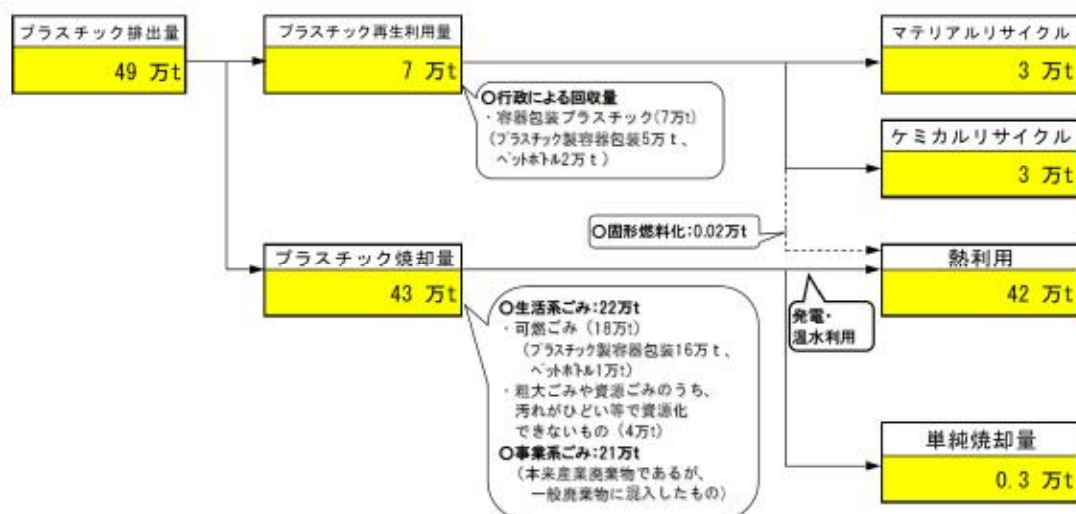 プラスチック排出量
49 万t
プラスチック再生利用量
7 万t
○行政による回収量
・容器包装プラスチック(7万t)
(プラスチック製容器包装5万t、
ペットボトル2万t)
マテリアルリサイクル
3 万t
ケミカルリサイクル
3 万t
○固形燃料化:0.02万t
プラスチック焼却量
43 万t
○生活系ごみ:22万t
・可燃ごみ (18万t)
(プラスチック製容器包装16万t、
ペットボトル1万t)
・粗大ごみや資源ごみのうち、
汚れがひどい等で資源化
できないもの (4万t)
○事業系ごみ:21万t
(本来産業廃棄物であるが、
一般廃棄物に混入したもの)
熱利用
42 万t
発電・
温水利用
単純焼却量
0.3 万t